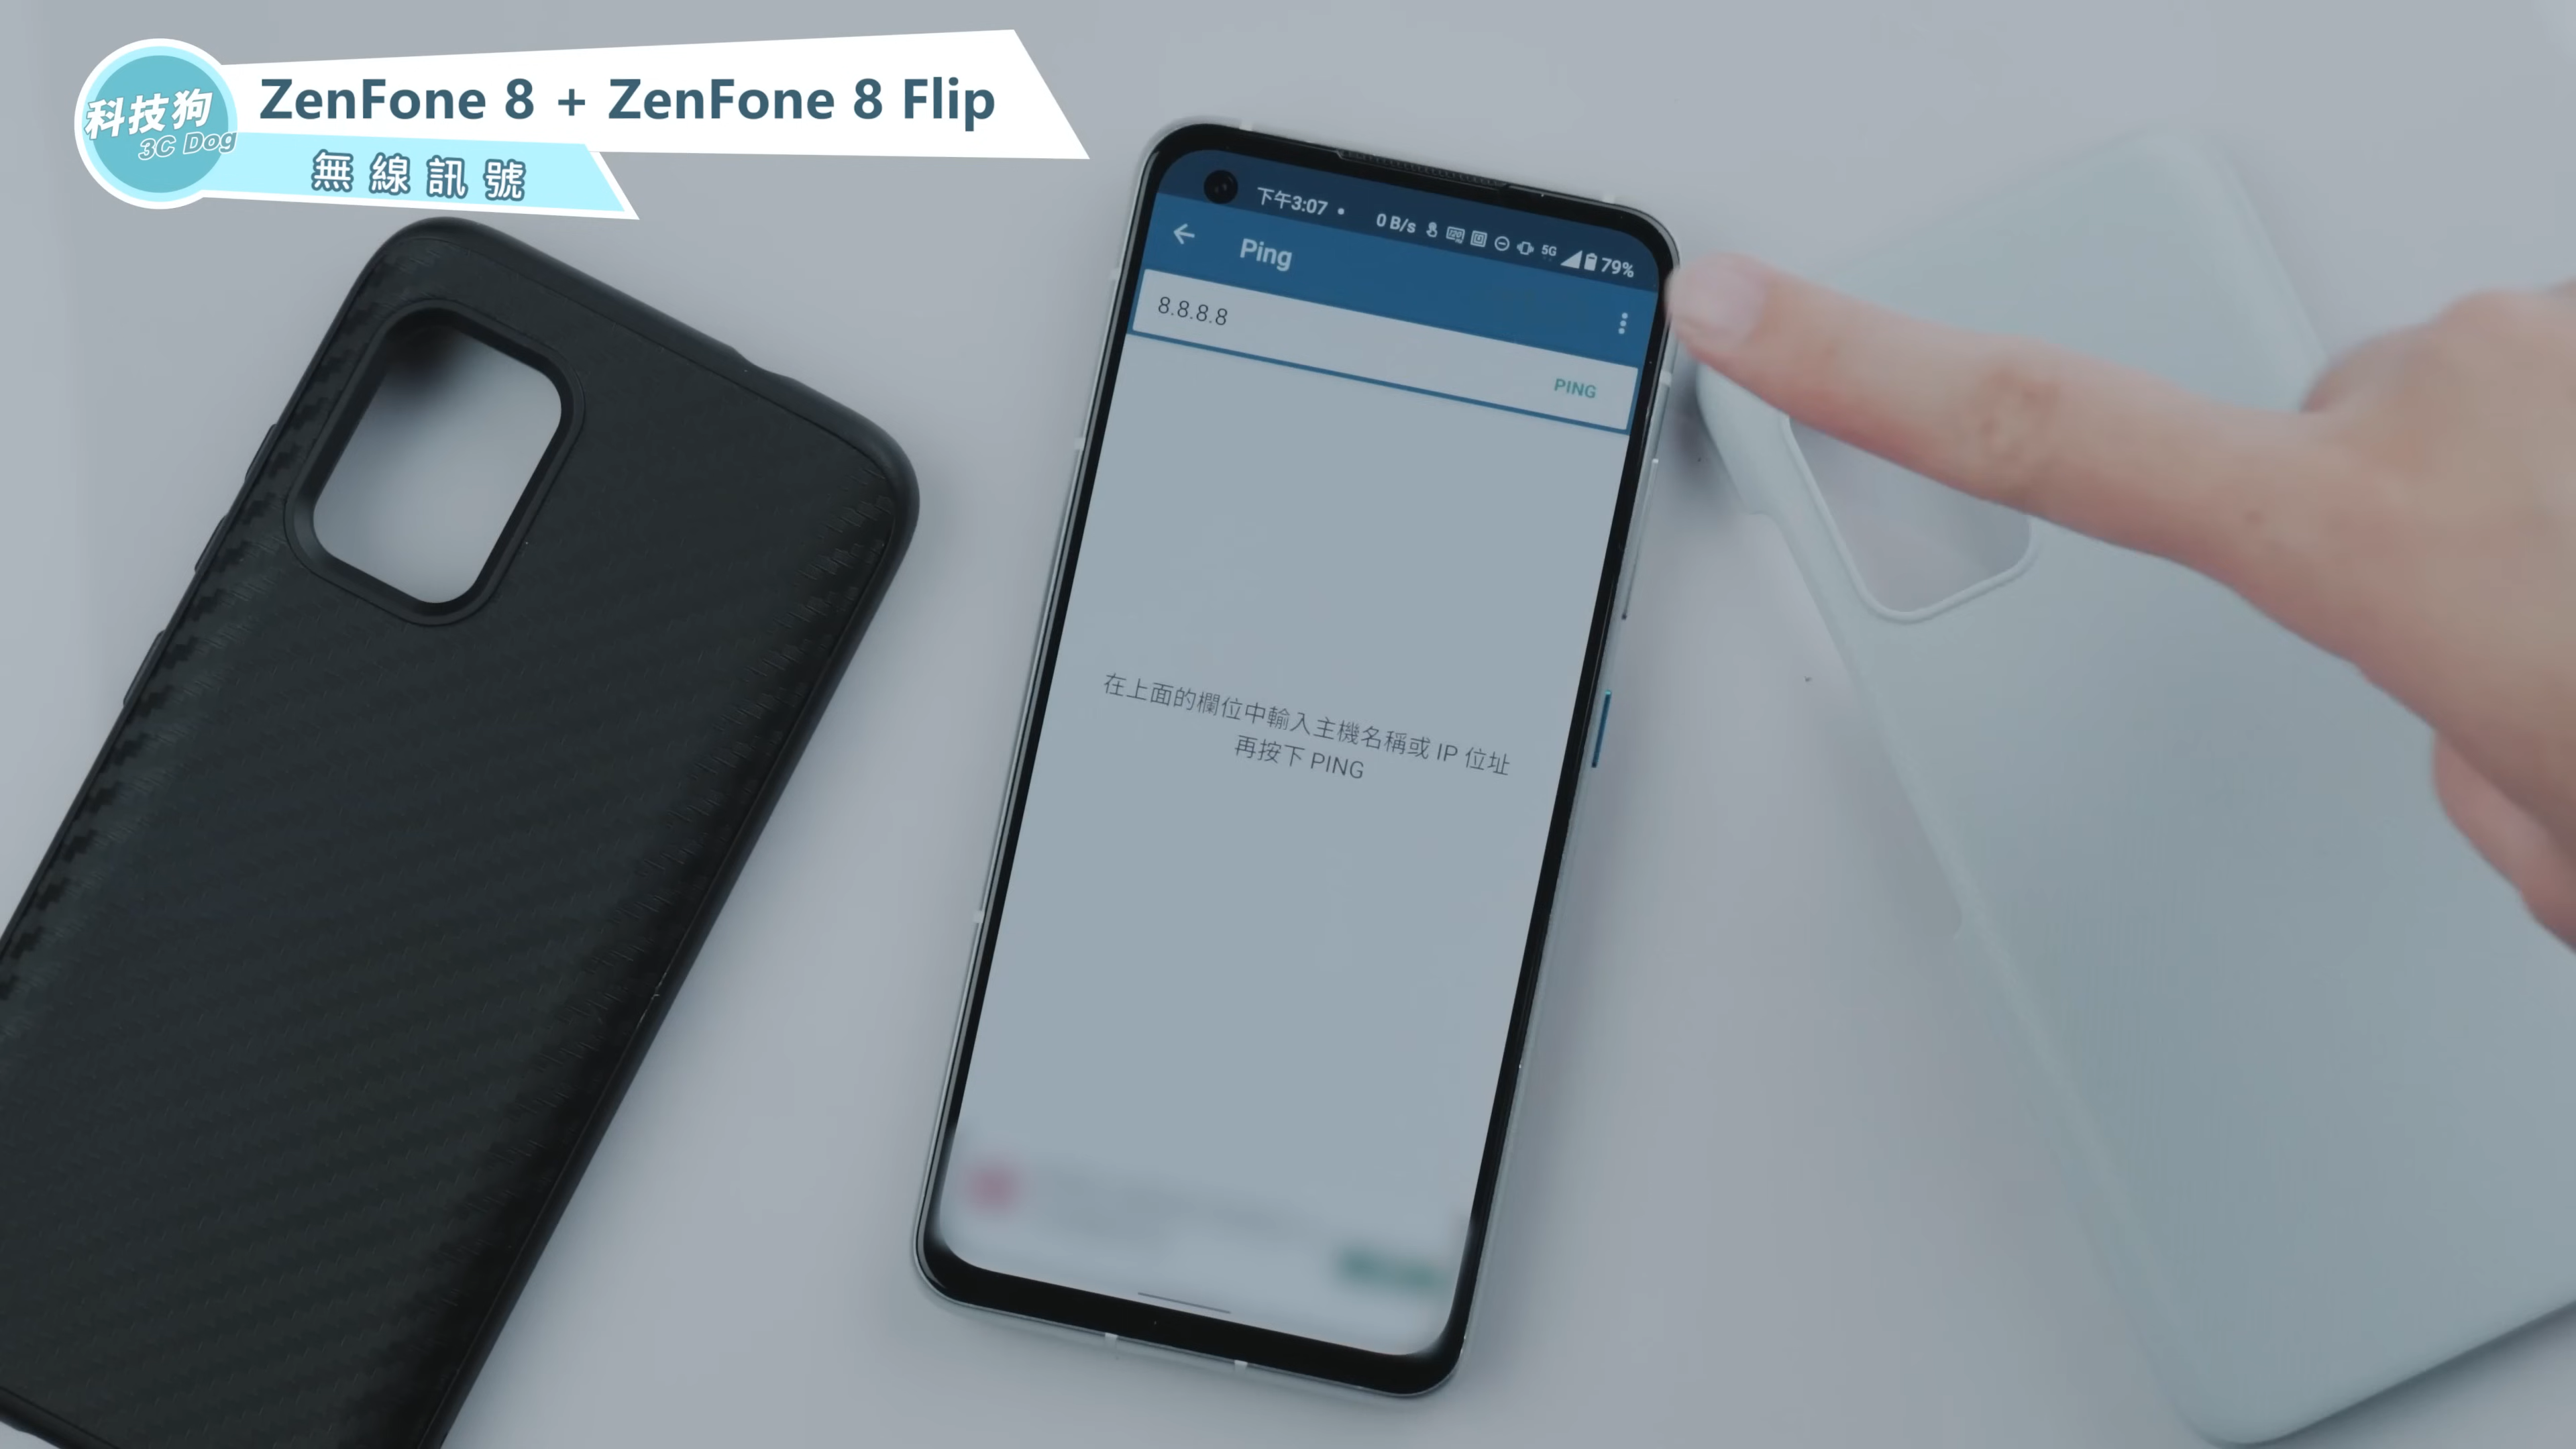 科技狗
3C Dog
ZenFone 8 + ZenFone 8 Flip
無線訊號
下午3:07 • 0 B/s 5G 79%
Ping
8.8.8.8
PING
在上面的欄位中輸入主機名稱或 IP 位址
再按下 PING